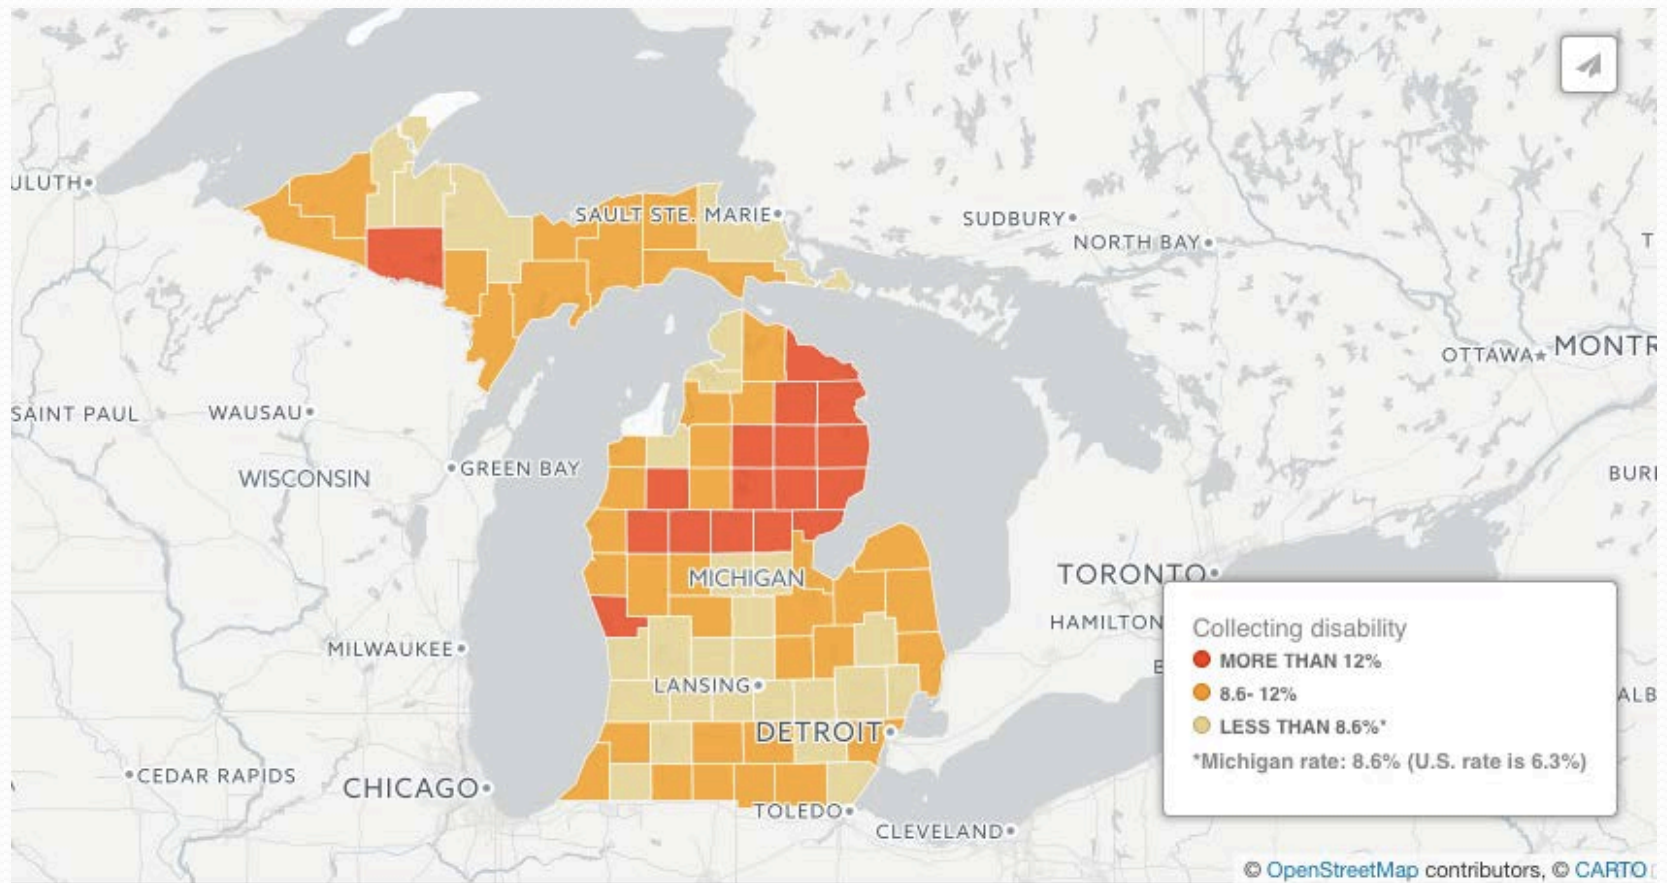 ULUTH
SAULT STE. MARIE
SUDBURY
NORTH BAY
OTTAWA
MONTR
SAINT PAUL
WAUSAU
GREEN BAY
WISCONSIN
BURI
MICHIGAN
TORONTO
HAMILTON
MILWAUKEE
LANSING
DETROIT
ALB
CEDAR RAPIDS
CHICAGO
TOLEDO
CLEVELAND
Collecting disability
MORE THAN 12%
8.6- 12%
LESS THAN 8.6%*
*Michigan rate: 8.6% (U.S. rate is 6.3%)
© OpenStreetMap contributors, © CARTO